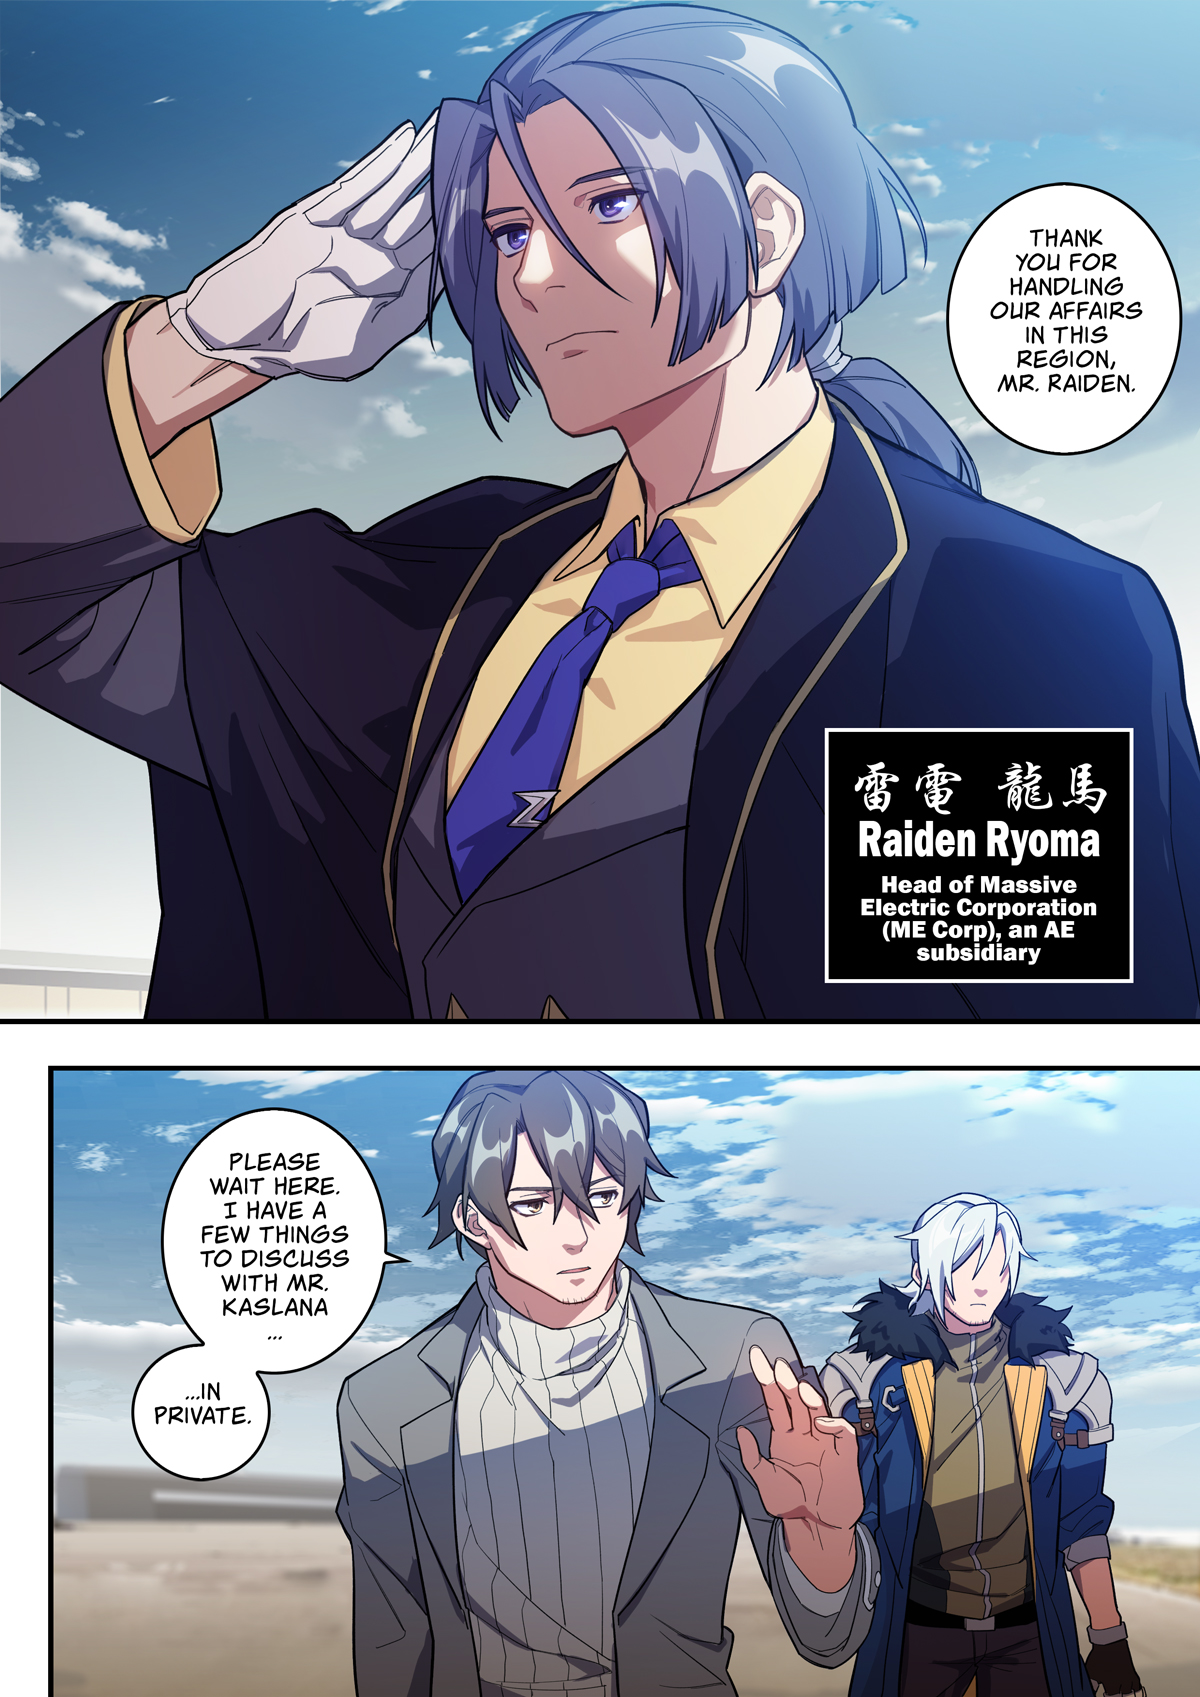 THANK
YOU FOR
HANDLING
OUR AFFAIRS
IN THIS
REGION,
MR. RAIDEN.
雷電 龍馬
Raiden Ryoma
Head of Massive
Electric Corporation
(ME Corp), an AE
subsidiary
PLEASE
WAIT HERE.
I HAVE A
FEW THINGS
TO DISCUSS
WITH MR.
KASLANA
...
...IN
PRIVATE.